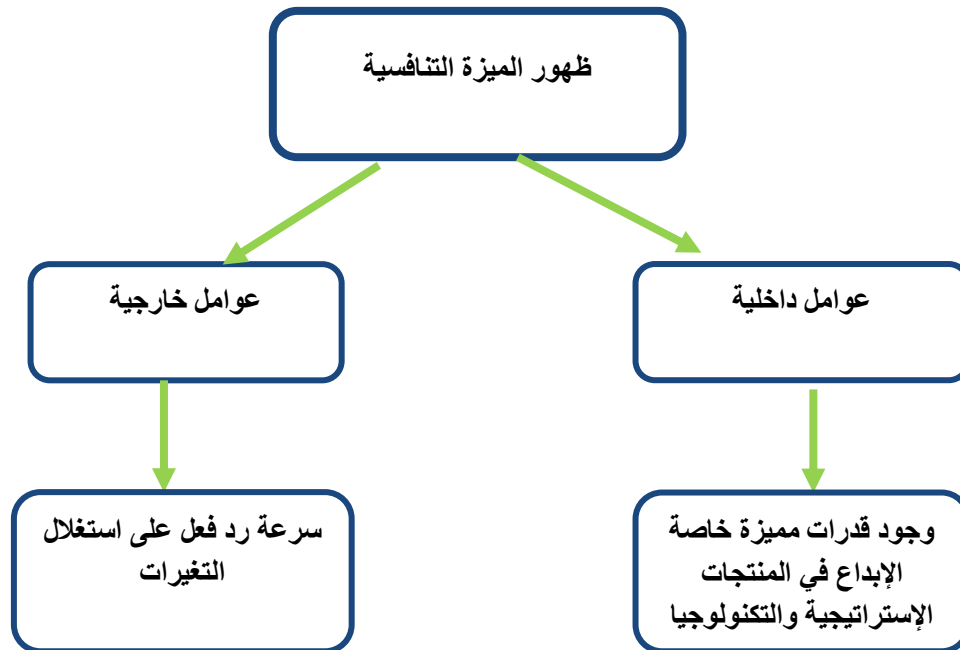 ظهور الميزة التنافسية
عوامل داخلية
عوامل خارجية
وجود قدرات مميزة خاصة
الإبداع في المنتجات
الإستراتيجية والتكنولوجيا
سرعة رد فعل على استغلال
التغيرات